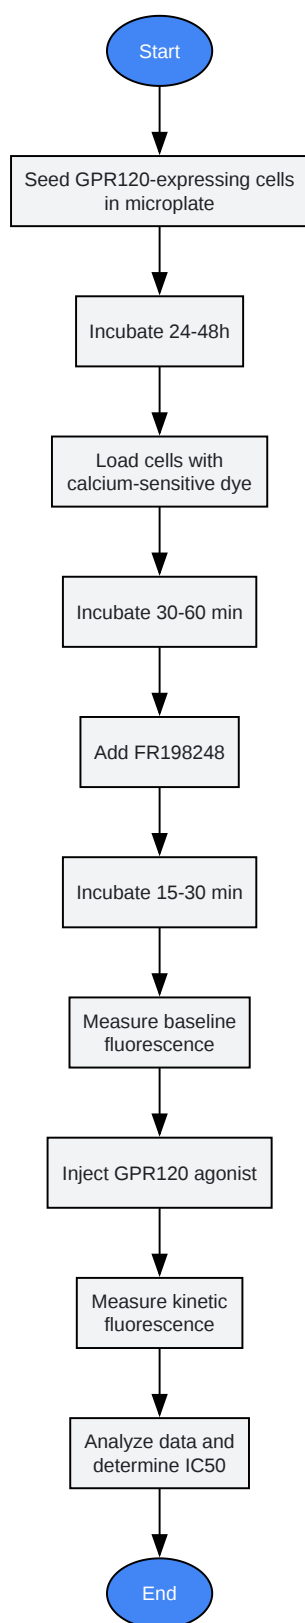 Start
Seed GPR120-expressing cells
in microplate
Incubate 24-48h
Load cells with
calcium-sensitive dye
Incubate 30-60 min
Add FR198248
Incubate 15-30 min
Measure baseline
fluorescence
Inject GPR120 agonist
Measure kinetic
fluorescence
Analyze data and
determine IC50
End